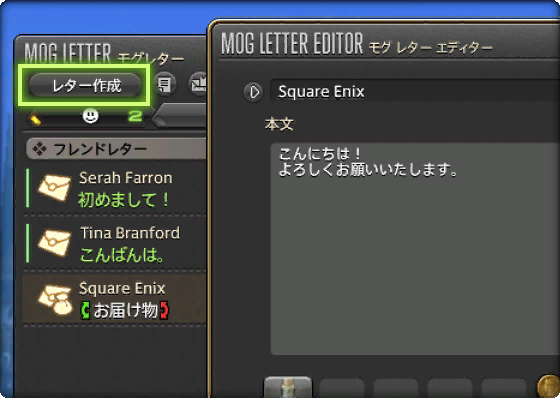 MOG LETTER モグレター
レター作成
2
フレンドレター
Serah Farron
初めまして！
Tina Branford
こんばんは。
Square Enix
お届け物
MOG LETTER EDITOR モグ レター エディター
Square Enix
本文
こんにちは！
よろしくお願いいたします。